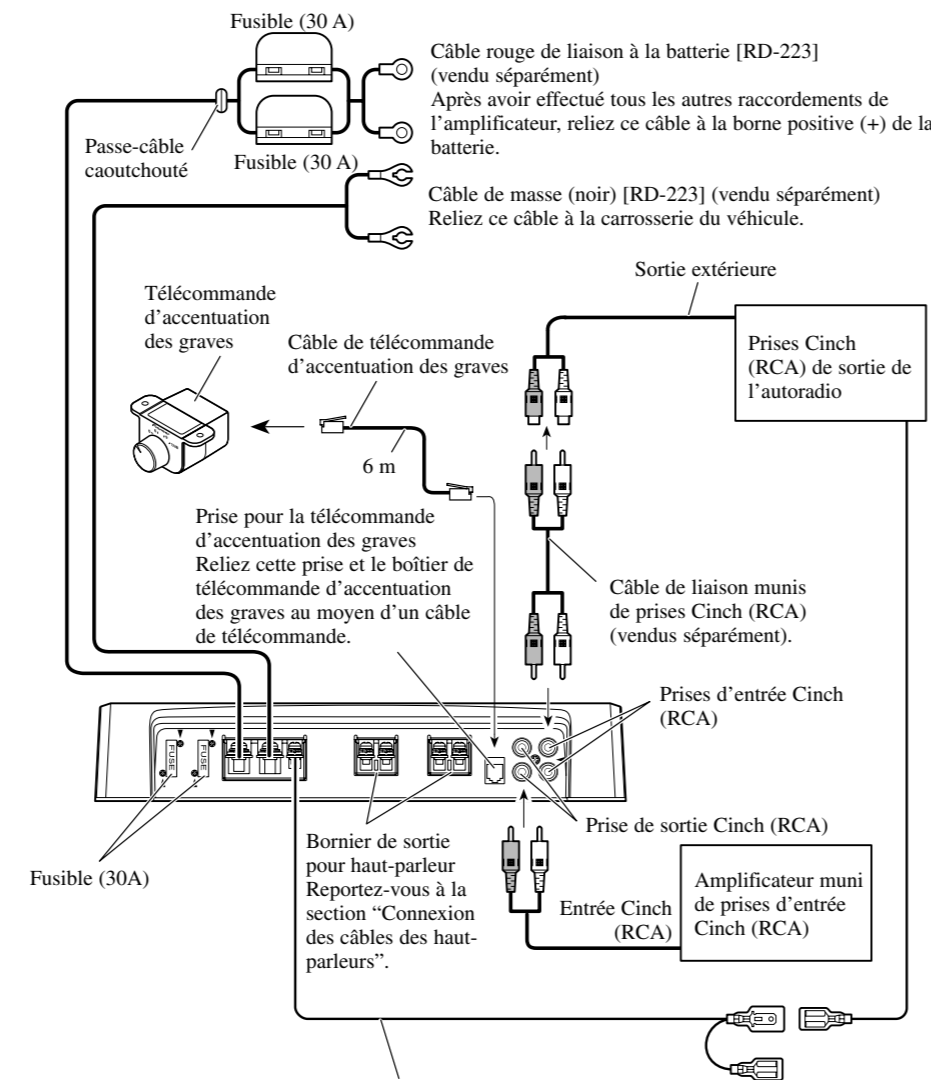 Fusible (30 A)
Câble rouge de liaison à la batterie [RD-223]
(vendu séparément)
Après avoir effectué tous les autres raccordements de
l’amplificateur, reliez ce câble à la borne positive (+) de la
batterie.
Passe-câble
caoutchouté
Fusible (30 A)
Câble de masse (noir) [RD-223] (vendu séparément)
Reliez ce câble à la carrosserie du véhicule.
Sortie extérieure
Télécommande
d’accentuation
des graves
Câble de télécommande
d’accentuation des graves
Prises Cinch
(RCA) de sortie de
l’autoradio
6 m
Prise pour la télécommande
d’accentuation des graves
Reliez cette prise et le boîtier de
télécommande d’accentuation
des graves au moyen d’un câble
de télécommande.
Câble de liaison munis
de prises Cinch (RCA)
(vendus séparément).
Prises d’entrée Cinch
(RCA)
FUSE
FUSE
Prise de sortie Cinch (RCA)
Fusible (30A)
Bornier de sortie
pour haut-parleur
Reportez-vous à la
section “Connexion
des câbles des haut-
parleurs”.
Entrée Cinch
(RCA)
Amplificateur muni
de prises d’entrée
Cinch (RCA)